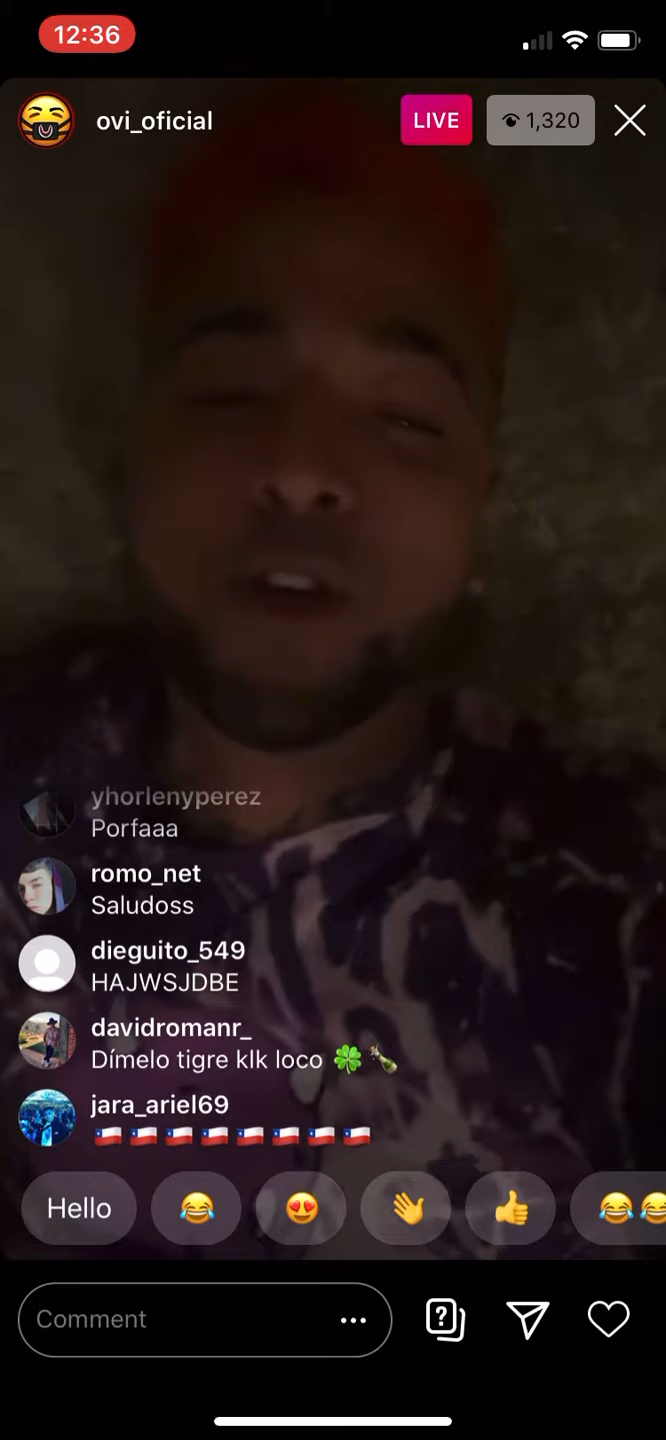 12:36
ovi_oficial
LIVE
1,320
yhorlenyperez
Porfaaa
romo_net
Saludoss
dieguito_549
HAJWSJDBE
davidromanr_
Dímelo tigre klk loco 🍀🍾
jara_ariel69
🇨🇱🇨🇱🇨🇱🇨🇱🇨🇱🇨🇱🇨🇱🇨🇱
Hello
Comment